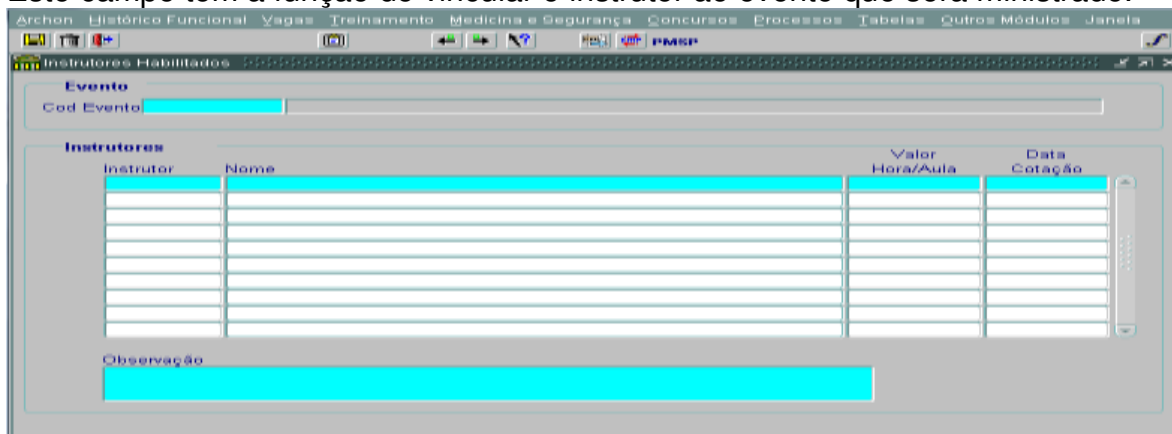 Este campo tem a função de vincular o instrutor ao evento que será ministrado.
Archon Histórico Funcional Vagas Treinamento Medicina e Segurança Concursos Processos Tabelas Outros Módulos Janela
PMSP
Instrutores Habilitados
Evento
Cod Evento
Instrutores
Instrutor Nome Valor Hora/Aula Data Cotação
Observação